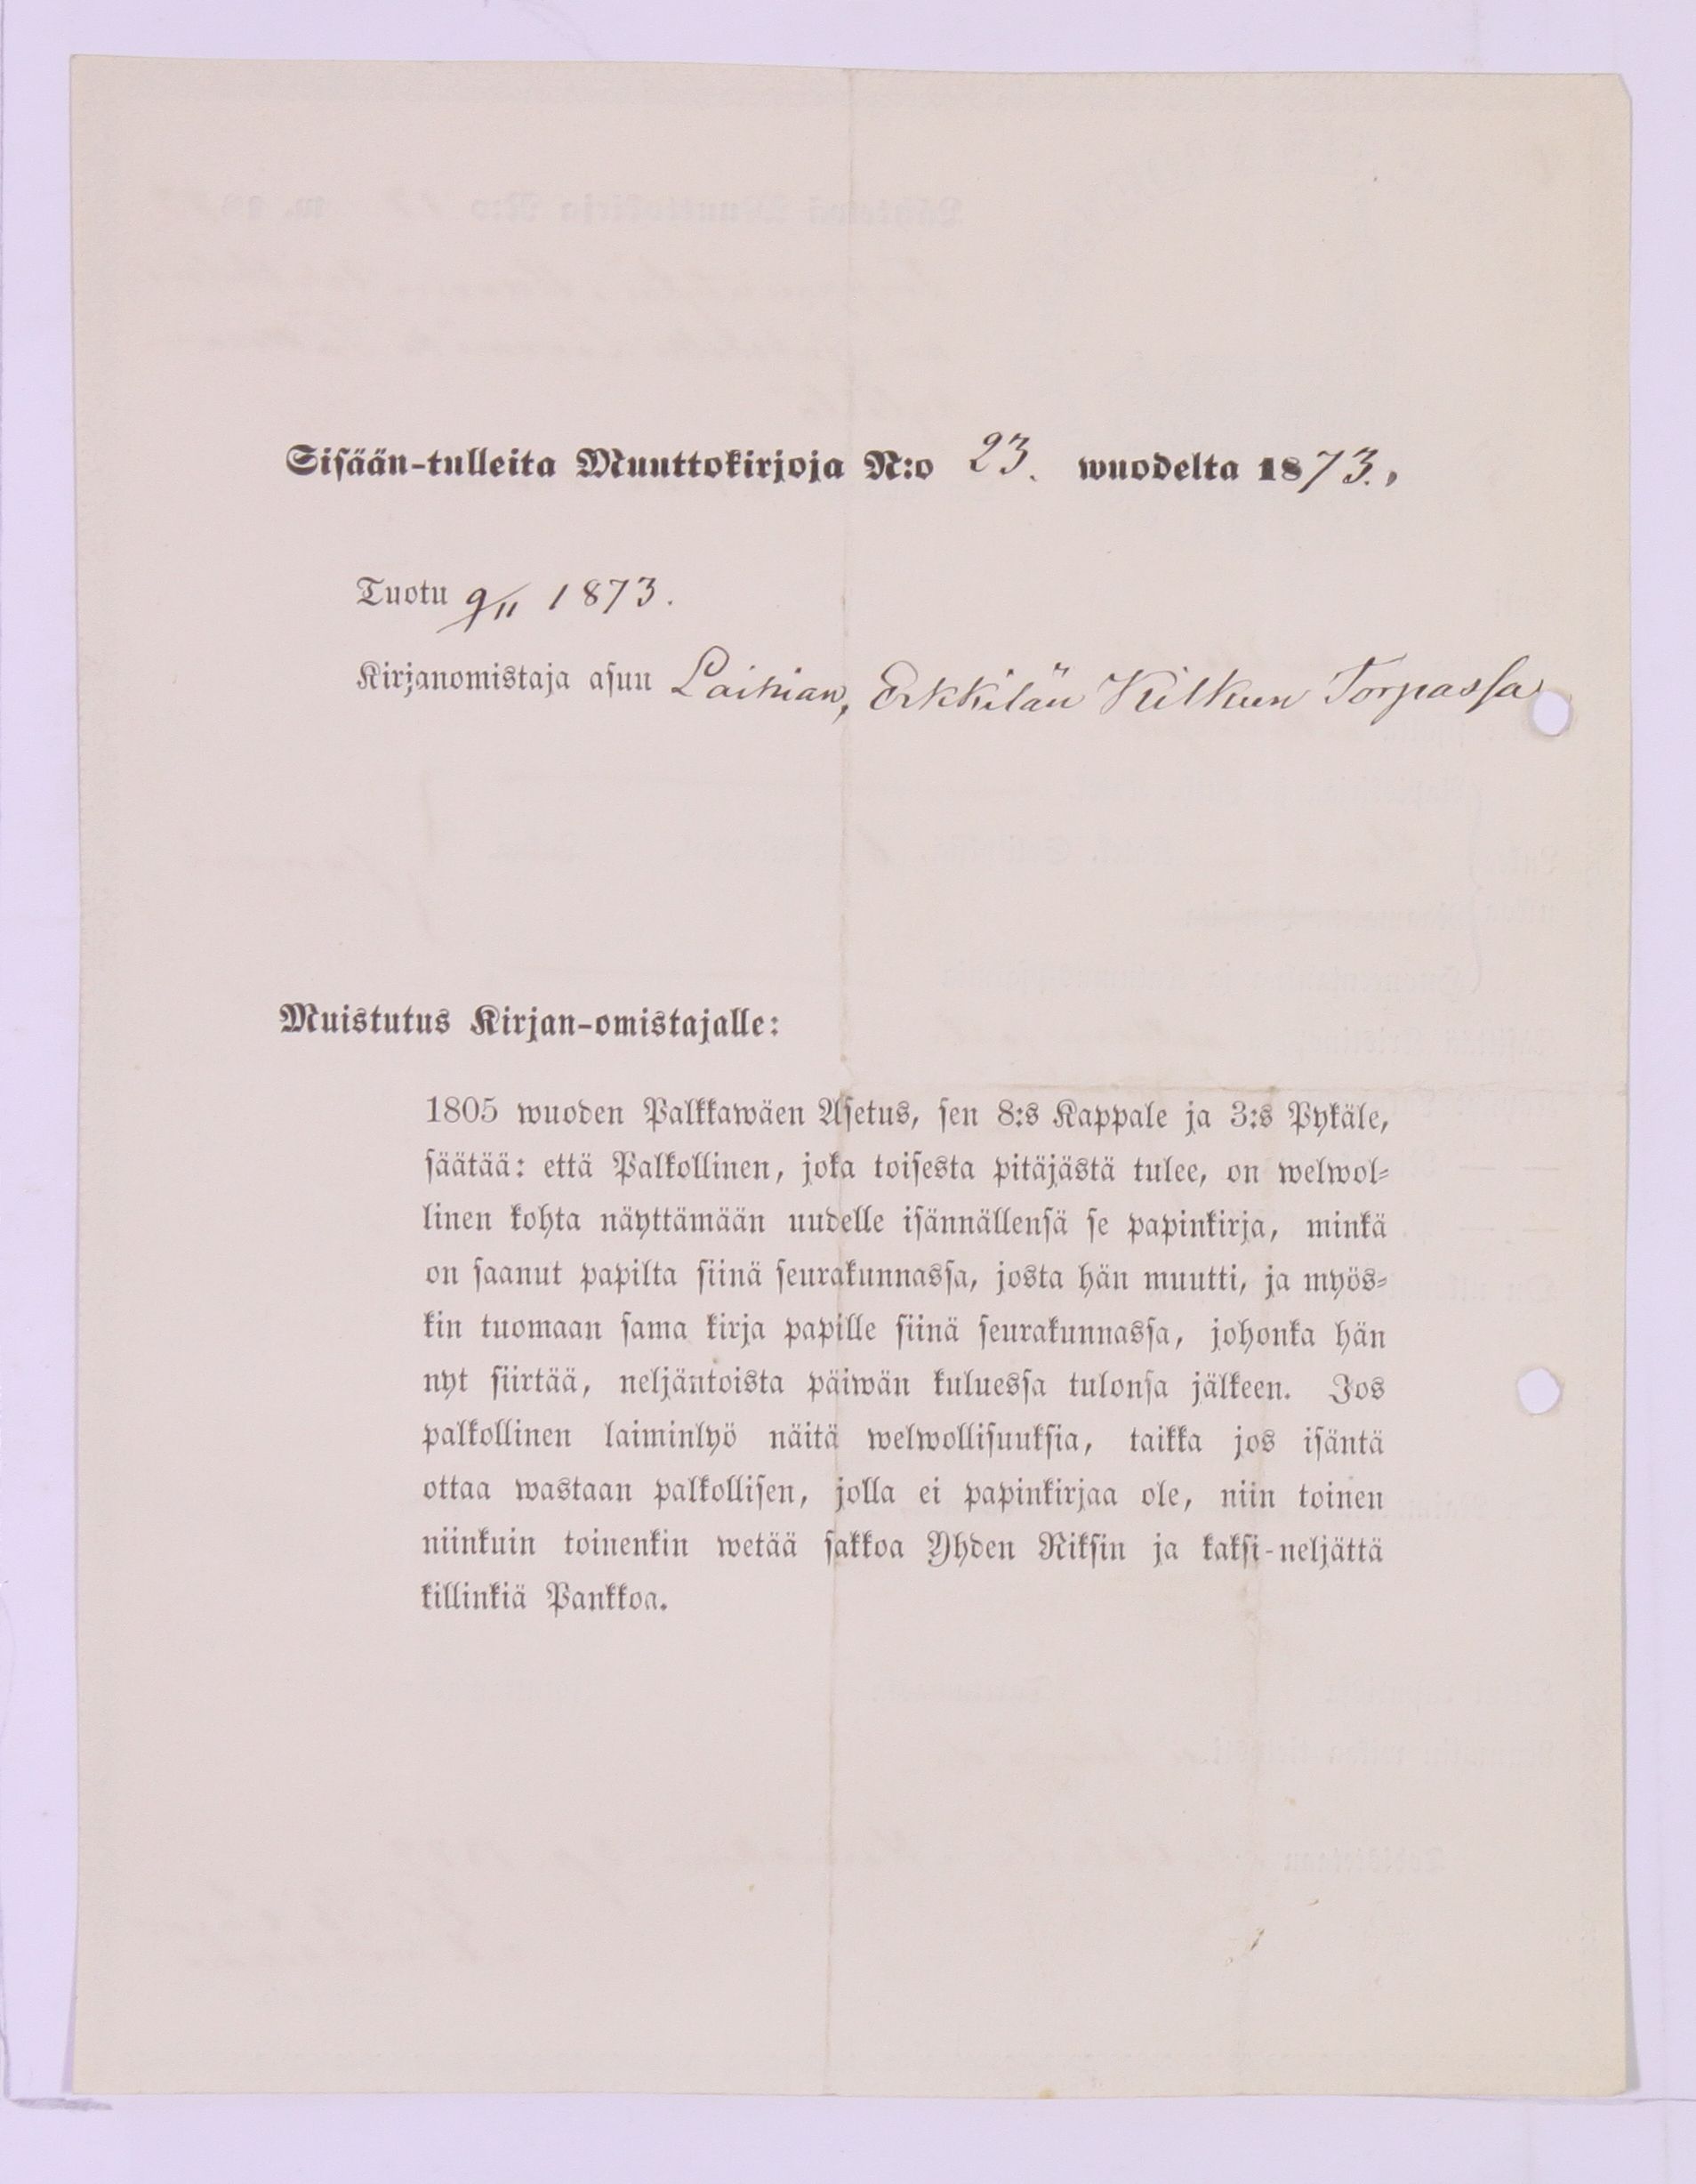 Sisään-tulleita Muuttokirjoja N:o 23. wuodelta 1873.,
Tuotu 9/11 1873.
Kirjanomistaja asuu Laihian, Erkkilän Kilkun Torpassa
Muistutus Kirjan-omistajalle:
1805 wuoden Palkkawäen Asetus, sen 8:s Kappale ja 3:s Pykäle,
säätää: että Palkollinen, joka toisesta pitäjästä tulee, on welwol-
linen kohta näyttämään uudelle isännällensä se papinkirja, minkä
on saanut papilta siinä seurakunnassa, josta hän muutti, ja myös-
kin tuomaan sama kirja papille siinä seurakunnassa, johonka hän
nyt siirtää, neljäntoista päiwän kuluessa tulonsa jälkeen. Jos
palkollinen laiminlyö näitä welwollisuuksia, taikka jos isäntä
ottaa wastaan palkollisen, jolla ei papinkirjaa ole, niin toinen
niinkuin toinenkin wetää sakkoa Yhden Riksin ja kaksi-neljättä
killinkiä Pankkoa.